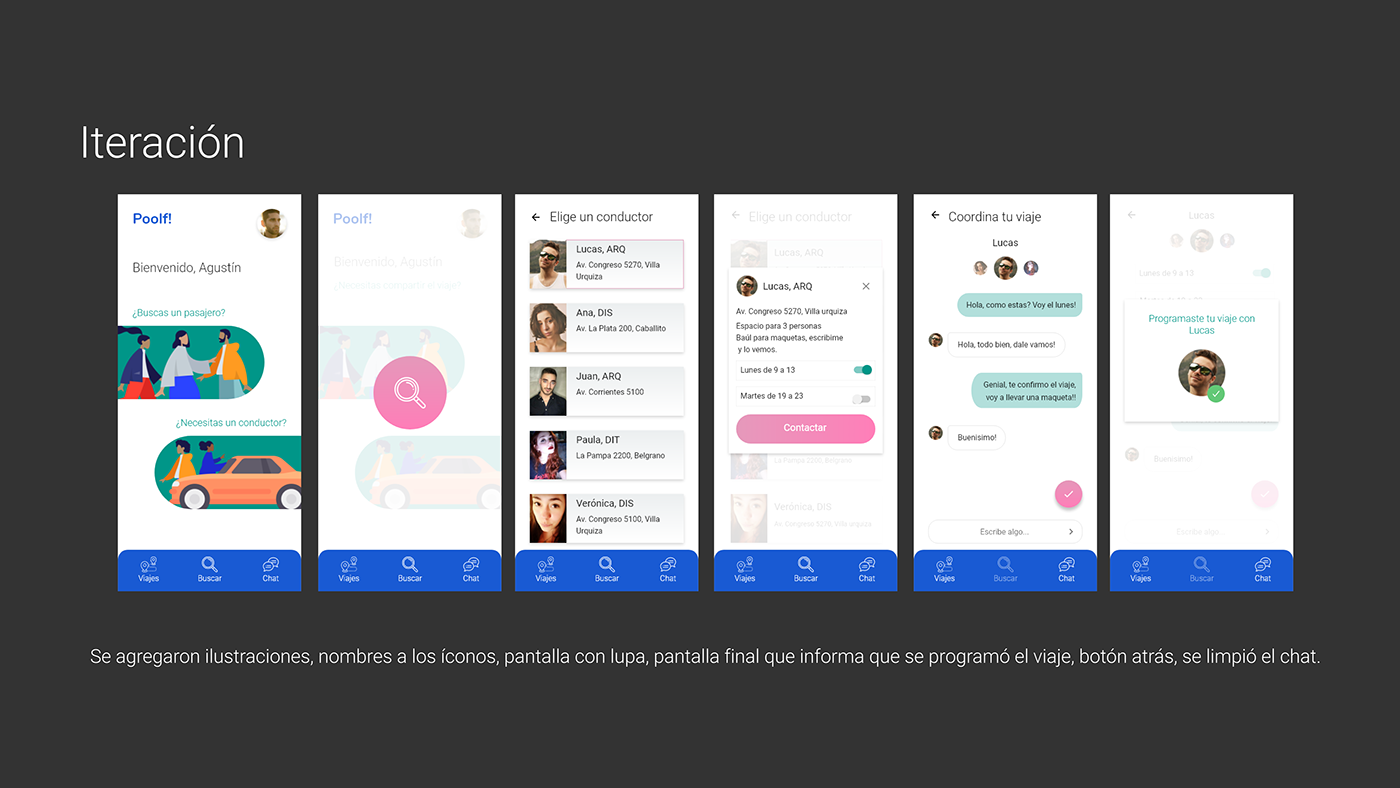 Iteración
Poolf!
Bienvenido, Agustín
¿Buscas un pasajero?
¿Necesitas un conductor?
Viajes
Buscar
Chat
Poolf!
Bienvenido, Agustín
¿Necesitas compartir el viaje?
Viajes
Buscar
Chat
Elige un conductor
Lucas, ARQ
Av. Congreso 5270, Villa
Urquiza
Ana, DIS
Av. La Plata 200, Caballito
Juan, ARQ
Av. Corrientes 5100
Paula, DIT
La Pampa 2200, Belgrano
Verónica, DIS
Av. Congreso 5100, Villa
Urquiza
Viajes
Buscar
Chat
Elige un conductor
Lucas, ARQ
Lucas, ARQ
Av. Congreso 5270, Villa urquiza
Espacio para 3 personas
Baúl para maquetas, escribime
y lo vemos.
Lunes de 9 a 13
Martes de 19 a 23
Contactar
La Pampa 2200, Belgrano
Verónica, DIS
Av. Congreso 5270, Villa urquiza
Viajes
Buscar
Chat
Coordina tu viaje
Lucas
Hola, como estas? Voy el lunes!
Hola, todo bien, dale vamos!
Genial, te confirmo el viaje,
voy a llevar una maqueta!!
Buenisimo!
Escribe algo...
Viajes
Buscar
Chat
Lucas
Lunes de 9 a 13
Programaste tu viaje con
Lucas
Buenisimo!
Escribe algo...
Viajes
Buscar
Chat
Se agregaron ilustraciones, nombres a los íconos, pantalla con lupa, pantalla final que informa que se programó el viaje, botón atrás, se limpió el chat.